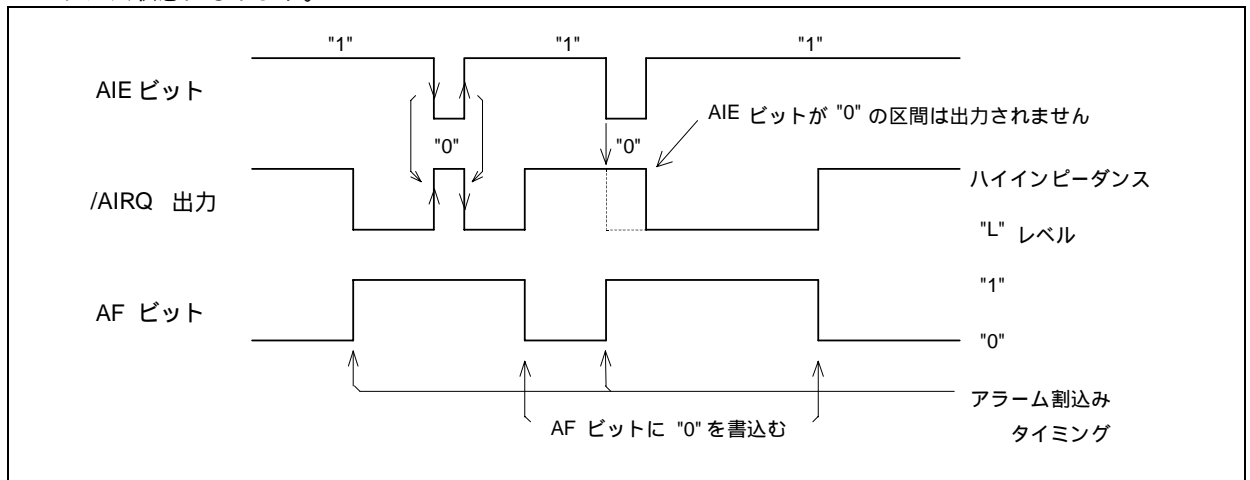 "1" "1" "1"
AIE ビット
AIE ビットが "0" の区間は出力されません
"0" "0"
/AIRQ 出力
ハイインピーダンス
"L" レベル
AF ビット
"1"
"0"
AF ビットに "0" を書込む
アラーム割込み
タイミング